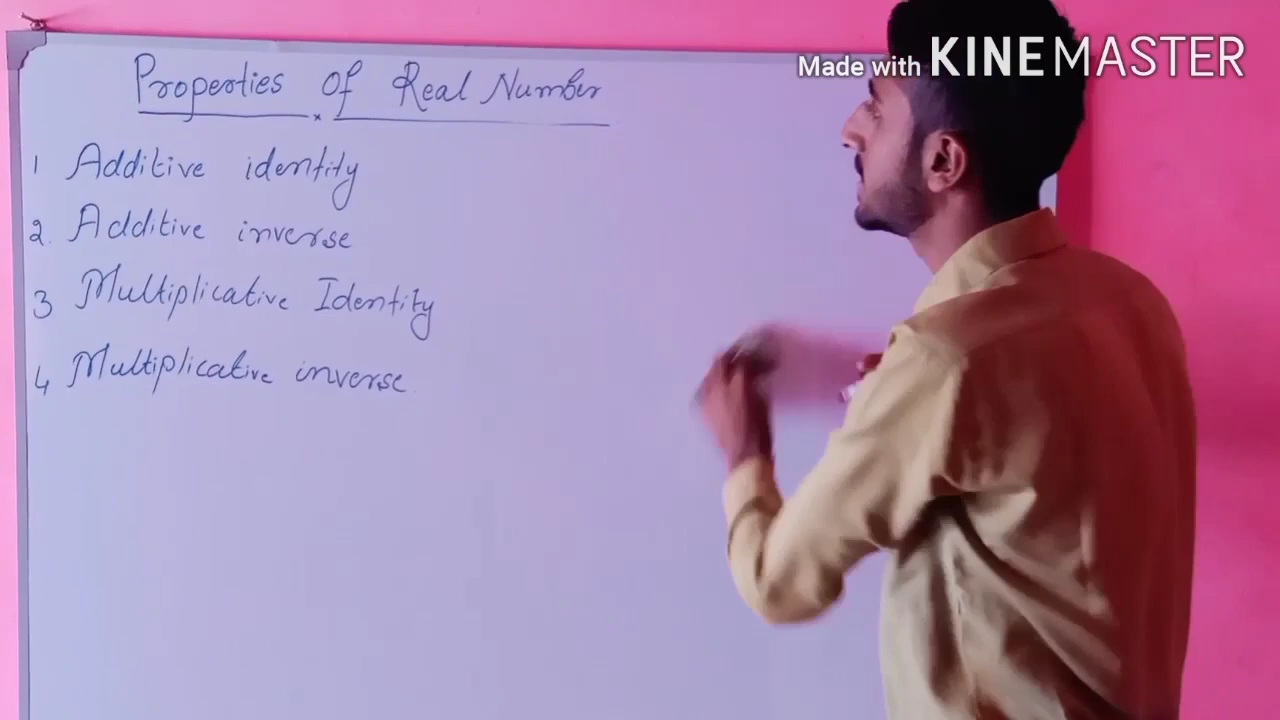 Made with KINEMASTER
Properties Of Real Number
1 Additive identity
2. Additive inverse
3 Multiplicative Identity
4 Multiplicative inverse